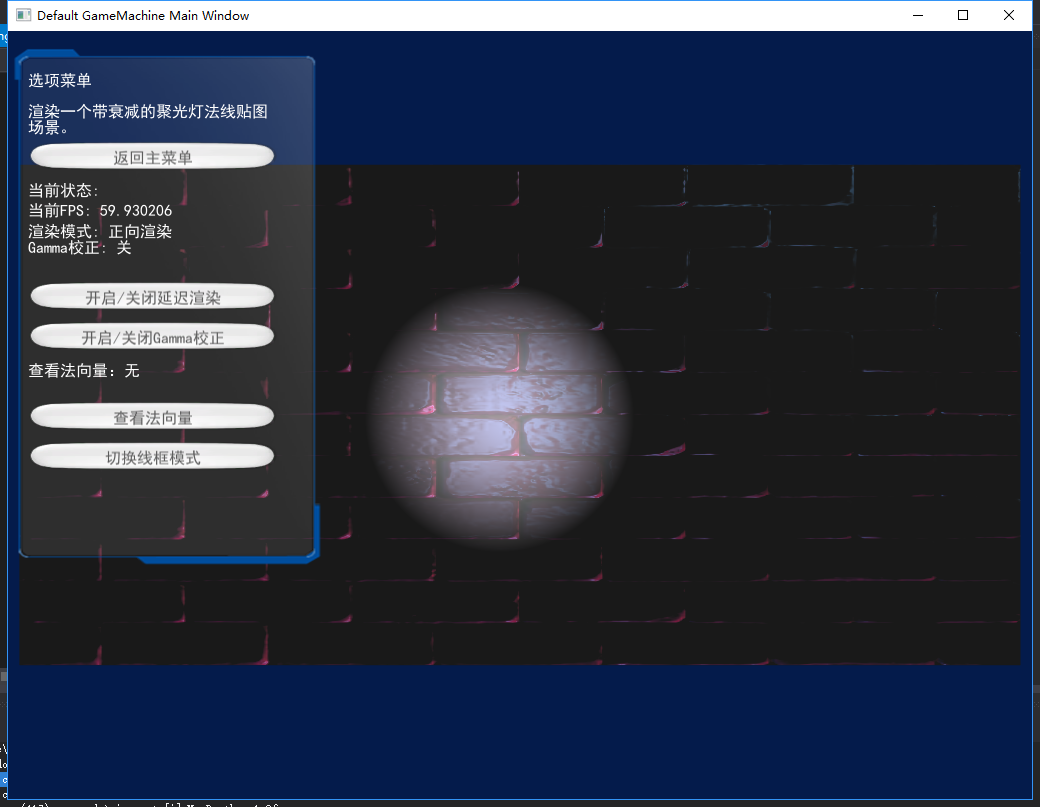 Default GameMachine Main Window
选项菜单
渲染一个带衰减的聚光灯法线贴图
场景。
返回主菜单
当前状态:
当前FPS: 59.930206
渲染模式: 正向渲染
Gamma校正: 关
开启/关闭延迟渲染
开启/关闭Gamma校正
查看法向量: 无
查看法向量
切换线框模式